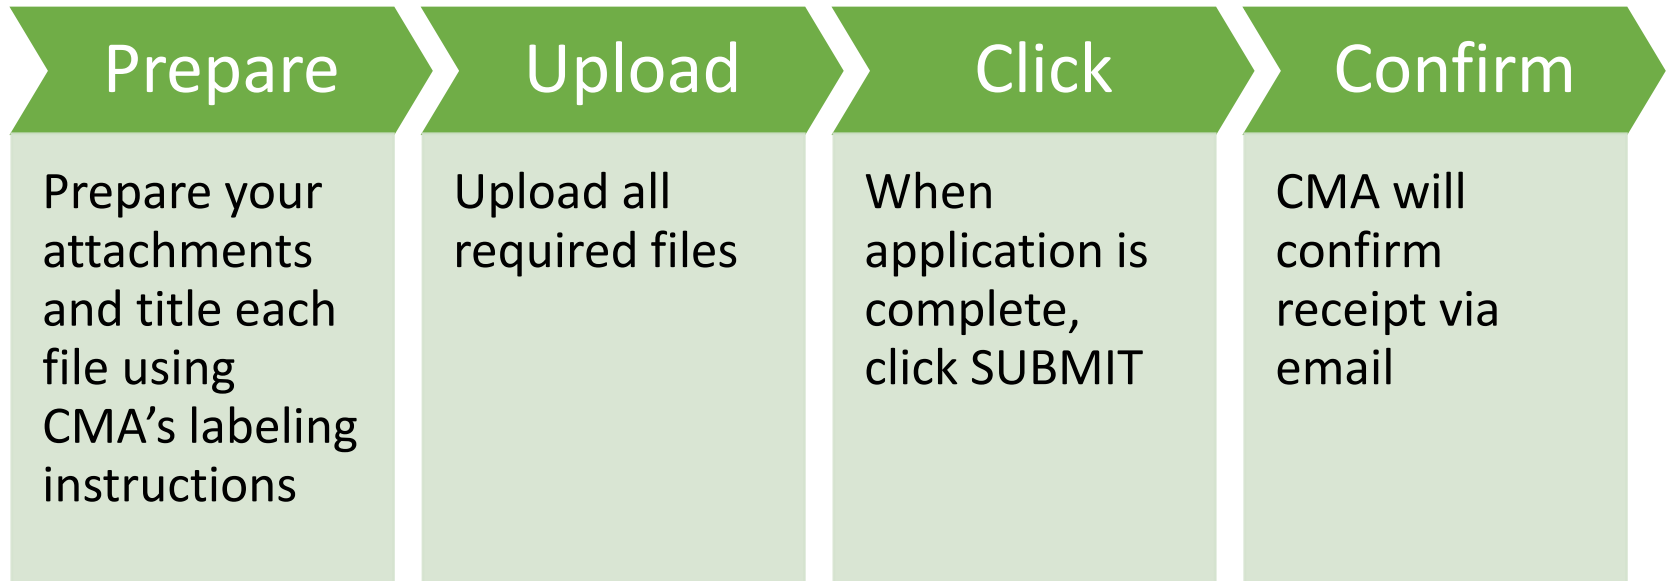 Prepare
Prepare your
attachments
and title each
file using
CMA’s labeling
instructions
Upload
Upload all
required files
Click
When
application is
complete,
click SUBMIT
Confirm
CMA will
confirm
receipt via
email